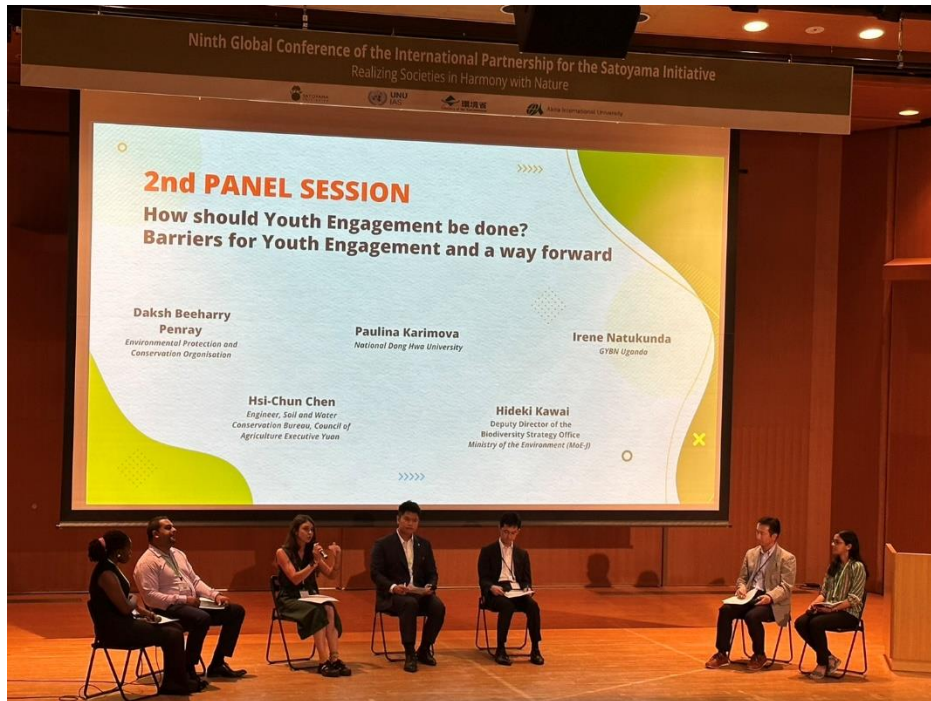 Ninth Global Conference of the International Partnership for the Satoyama Initiative
Realizing Societies in Harmony with Nature
UNU
IAS
環境省
Akita International University
2nd PANEL SESSION
How should Youth Engagement be done?
Barriers for Youth Engagement and a way forward
Daksh Beeharry
Penray
Environmental Protection and
Conservation Organisation
Paulina Karimova
National Dong Hwa University
Irene Natukunda
GYBN Uganda
Hsi-Chun Chen
Engineer, Soil and Water
Conservation Bureau, Council of
Agriculture Executive Yuan
Hideki Kawai
Deputy Director of the
Biodiversity Strategy Office
Ministry of the Environment (MoE-J)